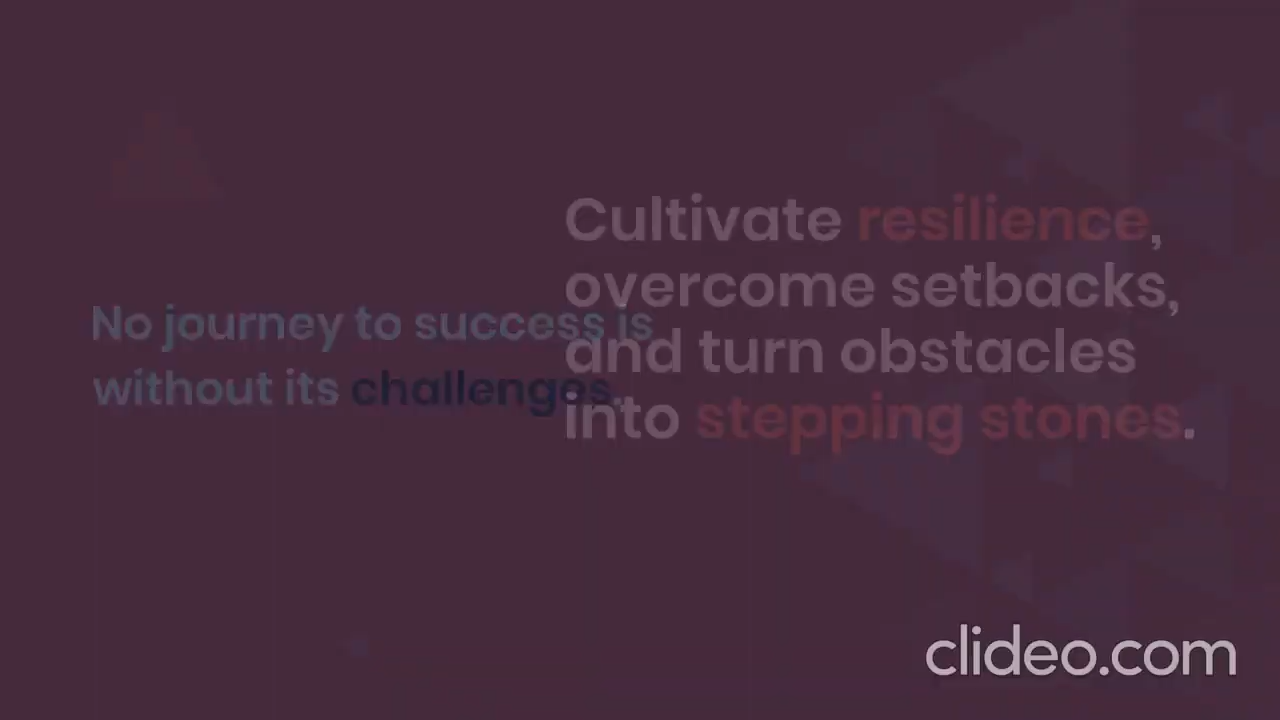 No journey to success is
without its challenges.
Cultivate resilience,
overcome setbacks,
and turn obstacles
into stepping stones.
clideo.com